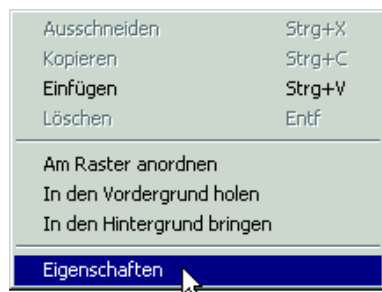 Ausschneiden Strg+X
Kopieren Strg+C
Einfügen Strg+V
Löschen Entf
Am Raster anordnen
In den Vordergrund holen
In den Hintergrund bringen
Eigenschaften